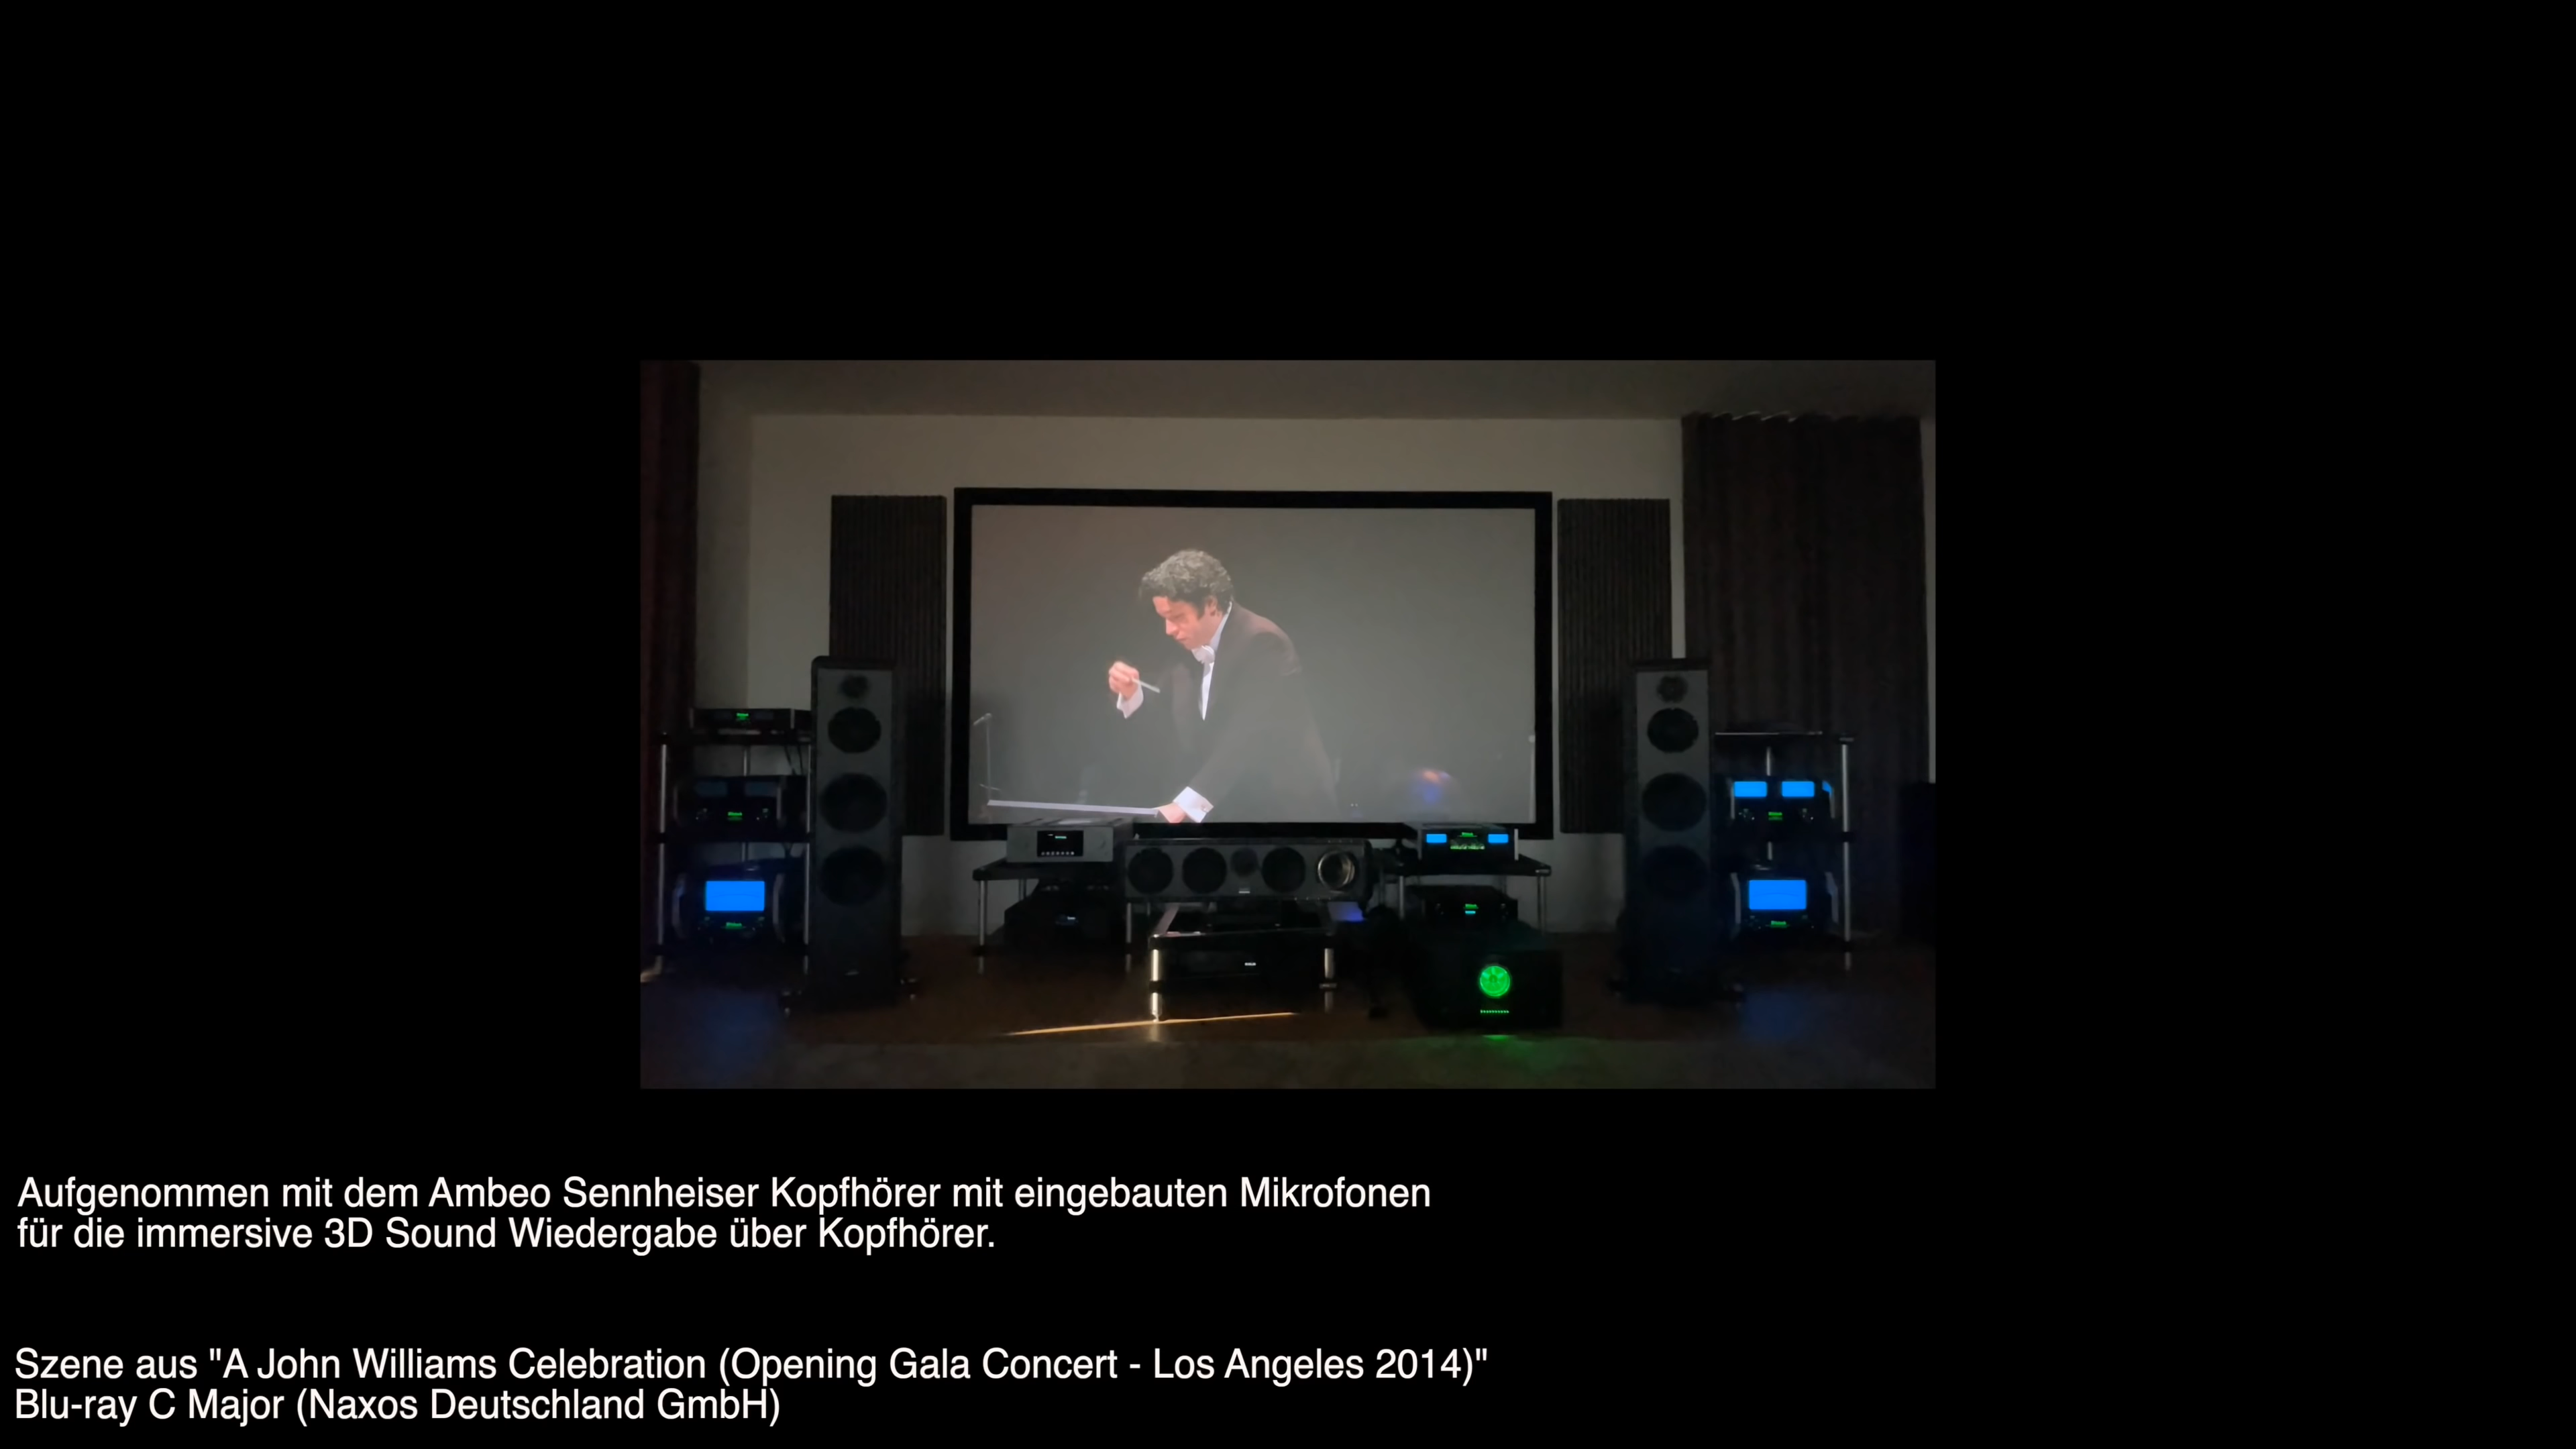 Aufgenommen mit dem Ambeo Sennheiser Kopfhörer mit eingebauten Mikrofonen
für die immersive 3D Sound Wiedergabe über Kopfhörer.
Szene aus "A John Williams Celebration (Opening Gala Concert - Los Angeles 2014)"
Blu-ray C Major (Naxos Deutschland GmbH)